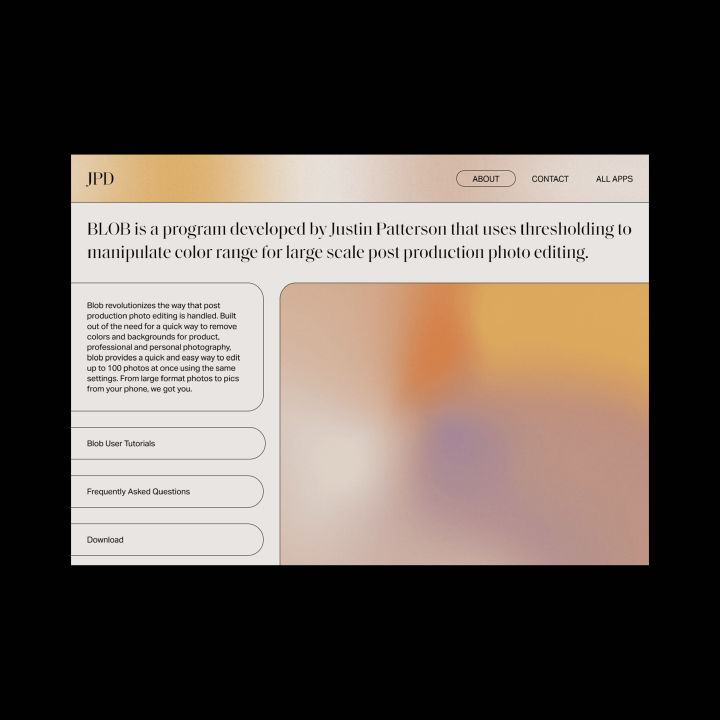 JPD
ABOUT
CONTACT
ALL APPS
BLOB is a program developed by Justin Patterson that uses thresholding to
manipulate color range for large scale post production photo editing.
Blob revolutionizes the way that post
production photo editing is handled. Built
out of the need for a quick way to remove
colors and backgrounds for product,
professional and personal photography,
blob provides a quick and easy way to edit
up to 100 photos at once using the same
settings. From large format photos to pics
from your phone, we got you.
Blob User Tutorials
Frequently Asked Questions
Download